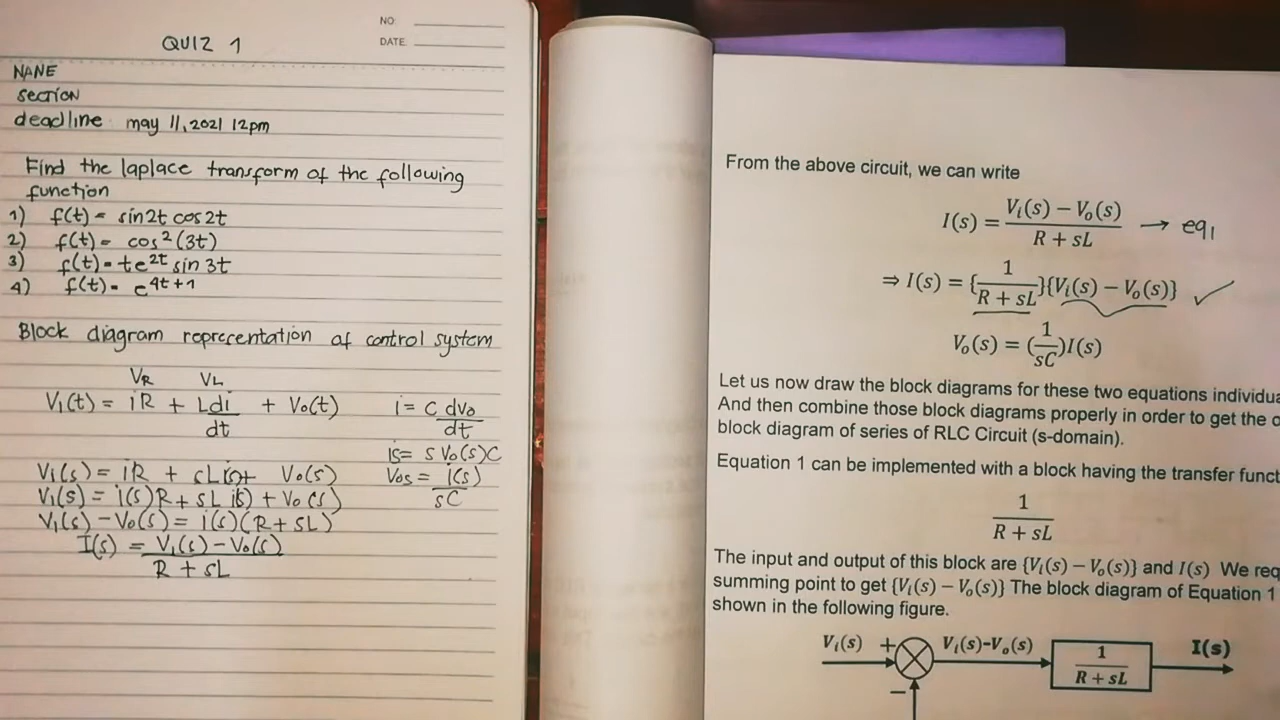 NO:
QUIZ 1
DATE:
NANE
section
deadline may 11, 2021 12pm
Find the laplace transform of the following
function
1) f(t) = sin2t cos2t
2) f(t) = cos²(3t)
3) f(t) = te^2t sin 3t
4) f(t) = e^4t+1
Block diagram representation of control system
VR VL
V1(t) = iR + Ldi/dt + Vo(t)
i = C dvo/dt
is = s Vo(s)C
V1(s) = iR + sL i(s)+ Vo(s)
Vos = i(s)/sC
V1(s) = i(s)R + sL i(s) + Vo(s)
V1(s) - Vo(s) = i(s)(R + sL)
I(s) = V1(s) - Vo(s)/R + sL
From the above circuit, we can write
I(s) = Vi(s) − Vo(s)/R + sL → eq1
⇒ I(s) = {1/R + sL}{Vi(s) − Vo(s)} ✓
Vo(s) = (1/sC)I(s)
Let us now draw the block diagrams for these two equations
And then combine those block diagrams properly in order to get the
block diagram of series of RLC Circuit (s-domain).
Equation 1 can be implemented with a block having the transfer
1/R + sL
The input and output of this block are {Vi(s) − Vo(s)} and I(s) We
summing point to get {Vi(s) − Vo(s)} The block diagram of Equation 1
shown in the following figure.
Vi(s) + Vi(s)-Vo(s) 1/R + sL I(s)
−